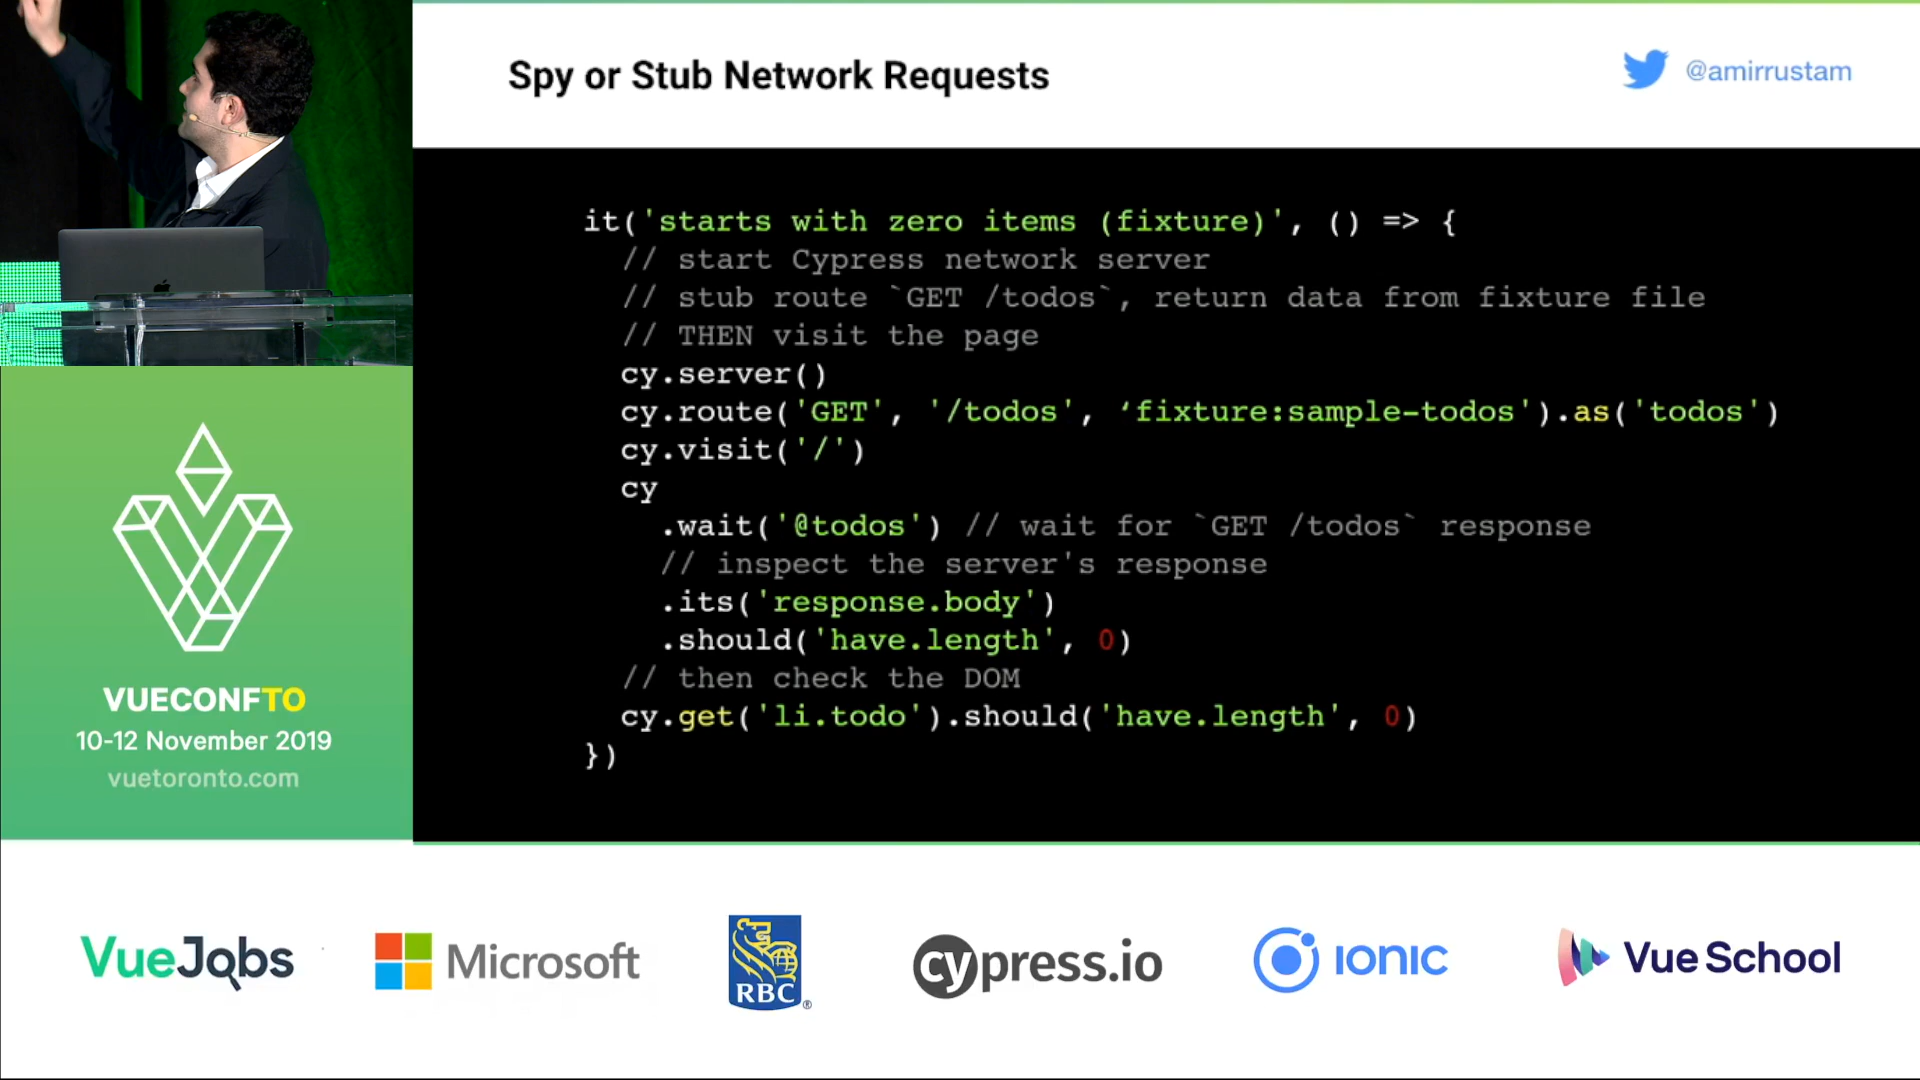 Spy or Stub Network Requests
@amirrustam
it('starts with zero items (fixture)', () => {
// start Cypress network server
// stub route `GET /todos`, return data from fixture file
// THEN visit the page
cy.server()
cy.route('GET', '/todos', ‘fixture:sample-todos').as('todos')
cy.visit('/')
cy
.wait('@todos') // wait for `GET /todos` response
// inspect the server's response
.its('response.body')
.should('have.length', 0)
// then check the DOM
cy.get('li.todo').should('have.length', 0)
})
VUECONFTO
10-12 November 2019
vuetoronto.com
VueJobs
Microsoft
RBC®
cypress.io
IONIC
Vue School